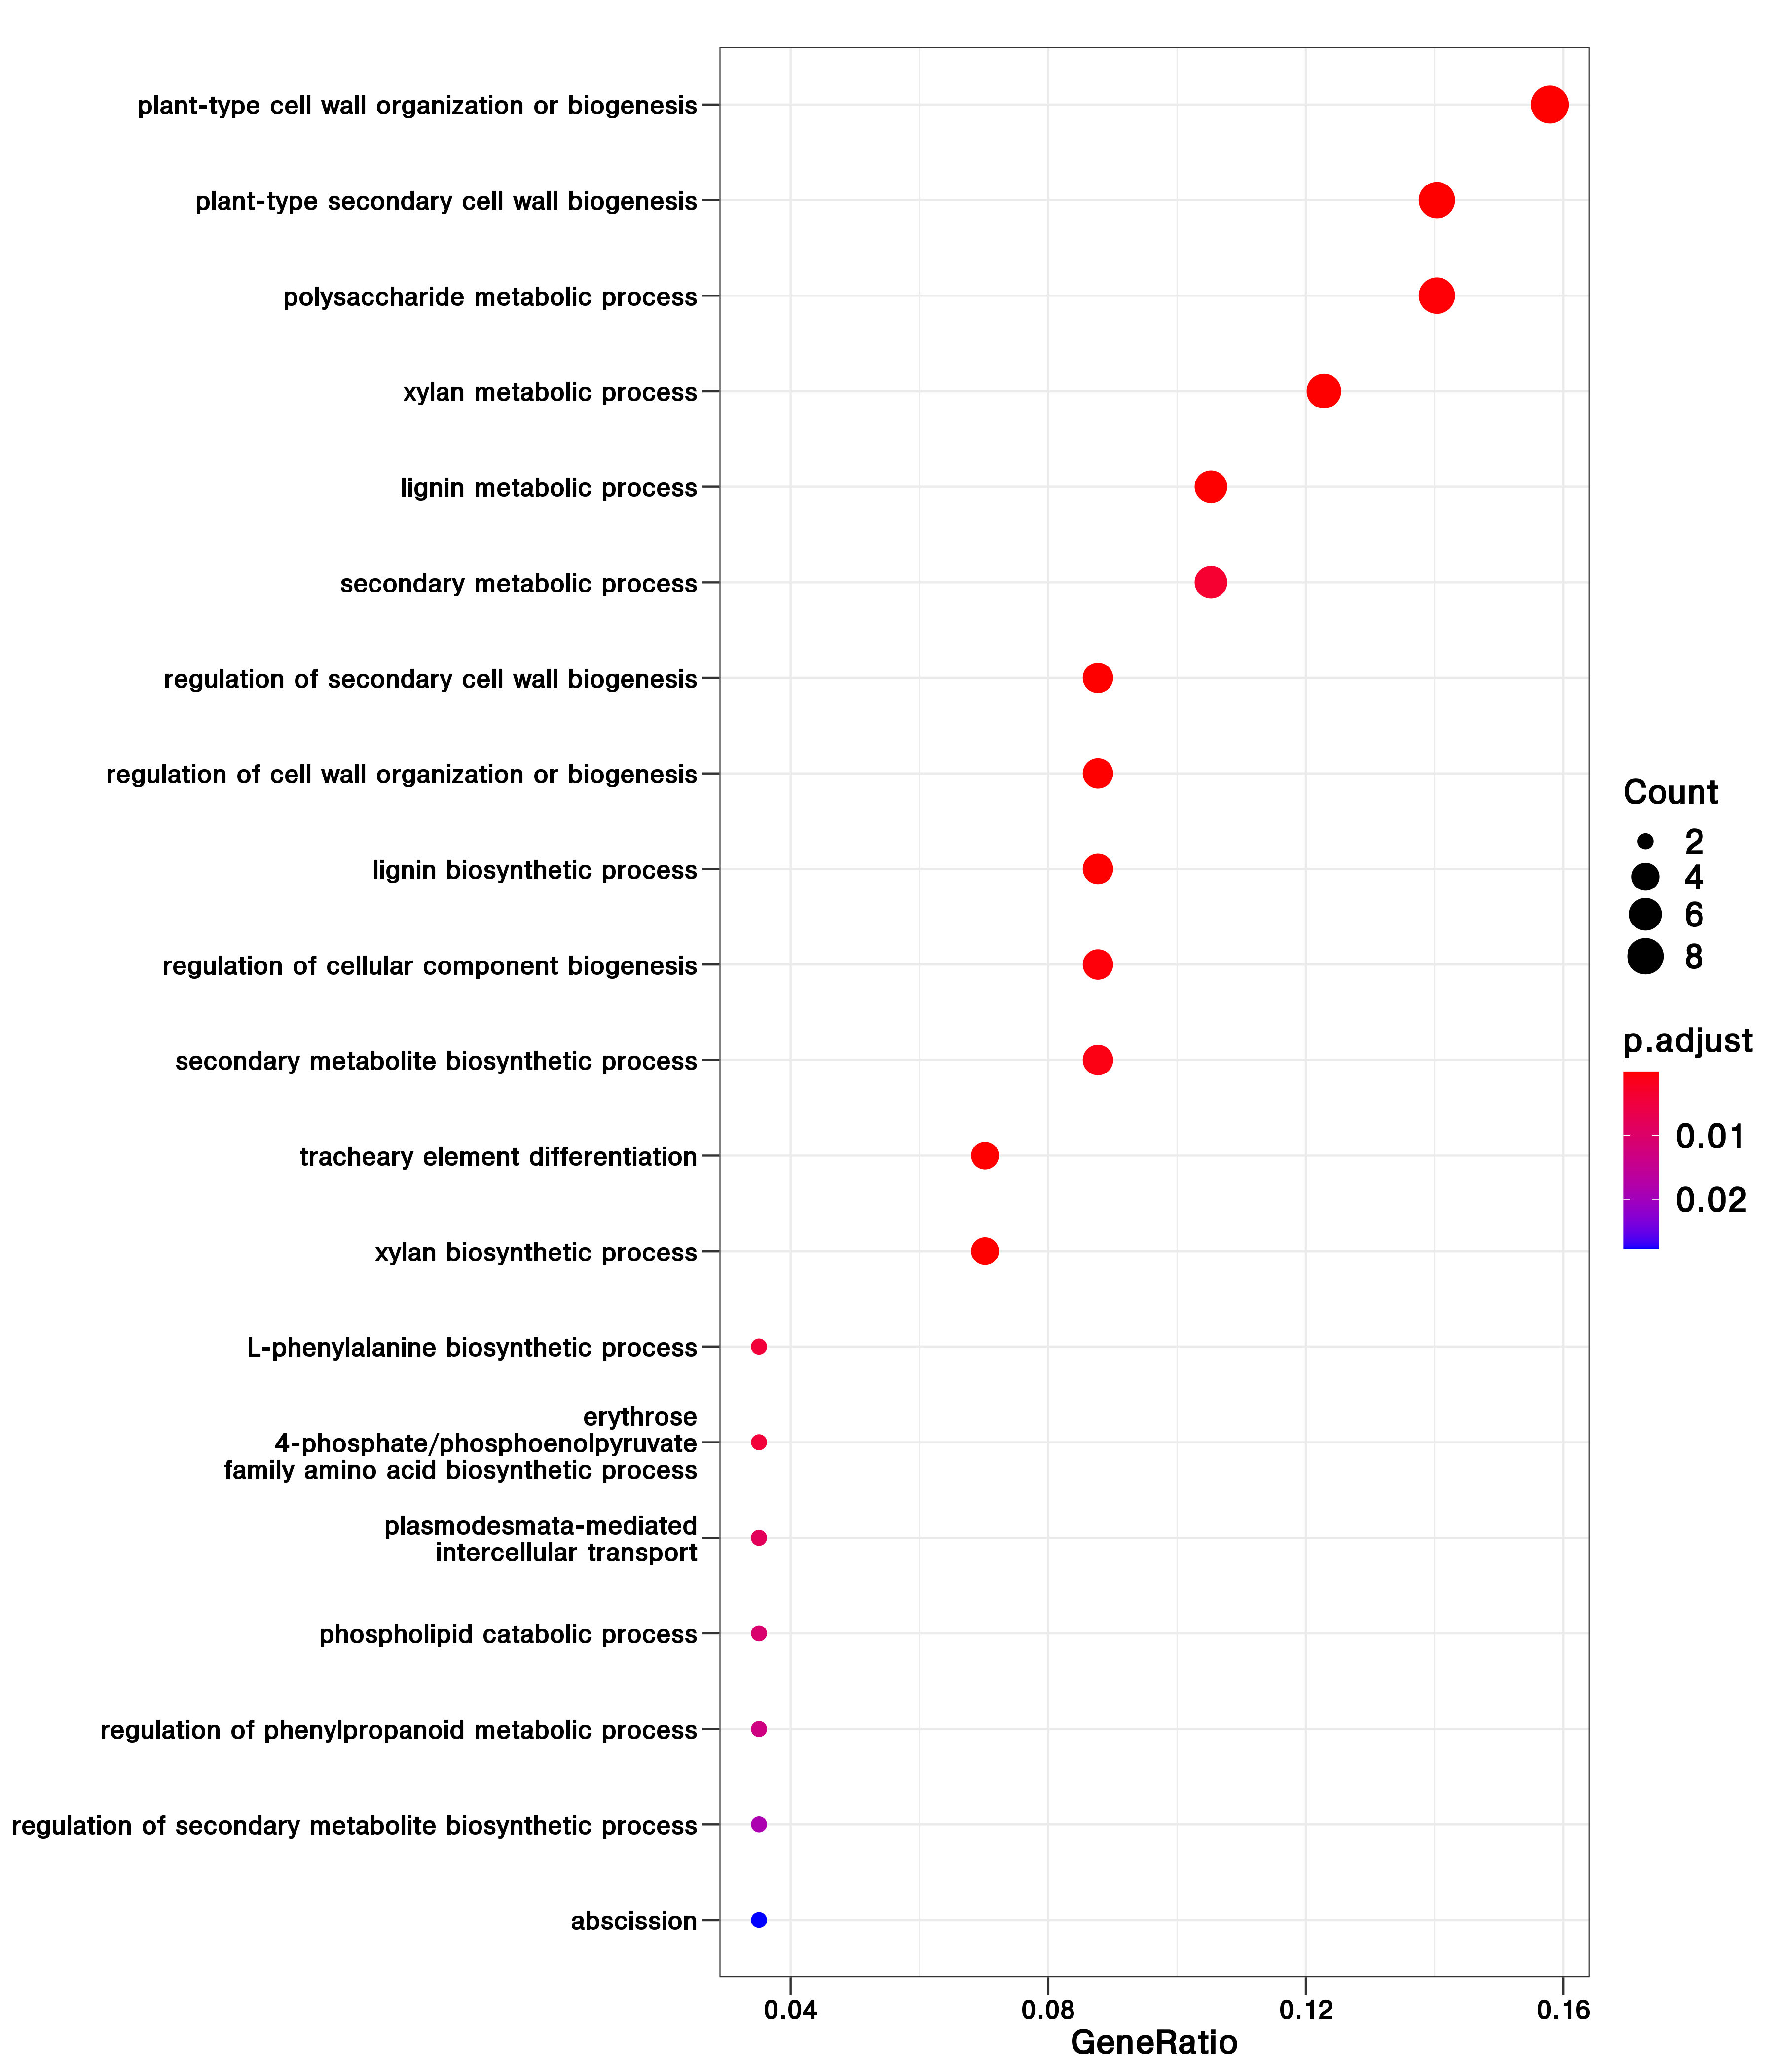 plant-type cell wall organization or biogenesis
plant-type secondary cell wall biogenesis
polysaccharide metabolic process
xylan metabolic process
lignin metabolic process
secondary metabolic process
regulation of secondary cell wall biogenesis
regulation of cell wall organization or biogenesis
lignin biosynthetic process
regulation of cellular component biogenesis
secondary metabolite biosynthetic process
tracheary element differentiation
xylan biosynthetic process
L-phenylalanine biosynthetic process
erythrose
4-phosphate/phosphoenolpyruvate
family amino acid biosynthetic process
plasmodesmata-mediated
intercellular transport
phospholipid catabolic process
regulation of phenylpropanoid metabolic process
regulation of secondary metabolite biosynthetic process
abscission
0.04 0.08 0.12 0.16
GeneRatio
Count
2
4
6
8
p.adjust
0.01
0.02